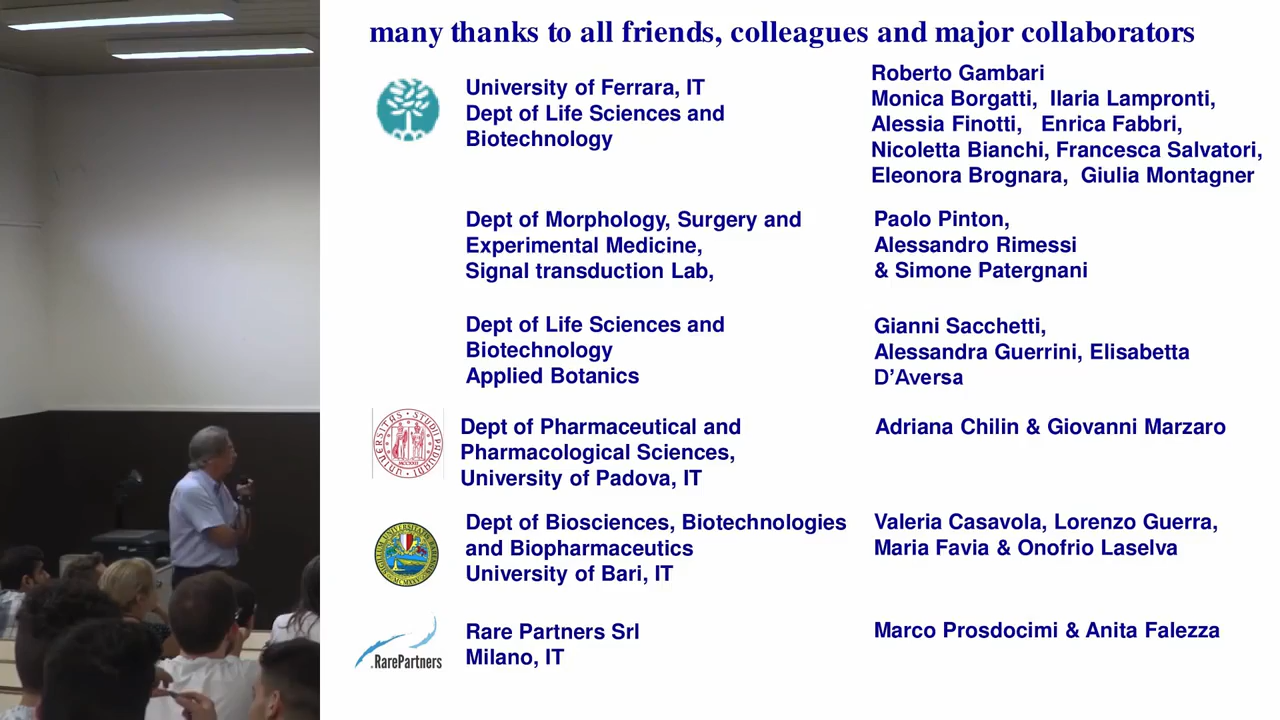 many thanks to all friends, colleagues and major collaborators
University of Ferrara, IT
Dept of Life Sciences and
Biotechnology
Roberto Gambari
Monica Borgatti, Ilaria Lampronti,
Alessia Finotti, Enrica Fabbri,
Nicoletta Bianchi, Francesca Salvatori,
Eleonora Brognara, Giulia Montagner
Dept of Morphology, Surgery and
Experimental Medicine,
Signal transduction Lab,
Paolo Pinton,
Alessandro Rimessi
& Simone Patergnani
Dept of Life Sciences and
Biotechnology
Applied Botanics
Gianni Sacchetti,
Alessandra Guerrini, Elisabetta
D’Aversa
Dept of Pharmaceutical and
Pharmacological Sciences,
University of Padova, IT
Adriana Chilin & Giovanni Marzaro
Dept of Biosciences, Biotechnologies
and Biopharmaceutics
University of Bari, IT
Valeria Casavola, Lorenzo Guerra,
Maria Favia & Onofrio Laselva
RarePartners
Rare Partners Srl
Milano, IT
Marco Prosdocimi & Anita Falezza